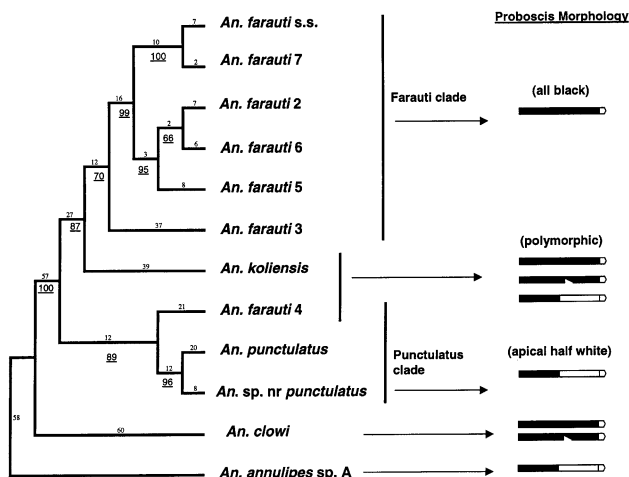 Proboscis Morphology
7
An. farauti s.s.
10
100
2
An. farauti 7
(all black)
16
99
7
An. farauti 2
Farauti clade
2
66
6
An. farauti 6
3
95
12
70
8
An. farauti 5
37
An. farauti 3
27
87
(polymorphic)
39
An. koliensis
57
100
21
An. farauti 4
12
89
20
An. punctulatus
Punctulatus
clade
(apical half white)
12
96
8
An. sp. nr punctulatus
58
60
An. clowi
An. annulipes sp. A